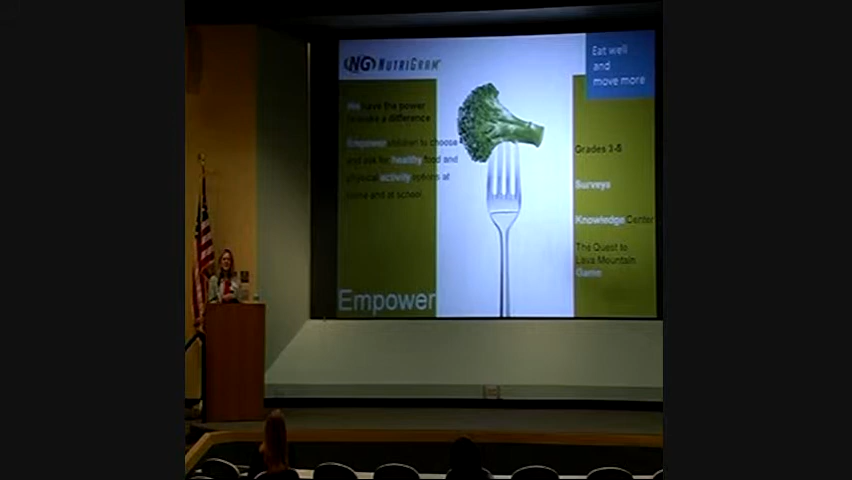 NG NUTRIGRAM
Eat well
and
move more
We have the power
to make a difference
Empower children to choose
and ask for healthy food and
physical activity options at
home and at school.
Grades 3-5
Surveys
Knowledge Center
The Quest to
Lava Mountain
Game
Empower